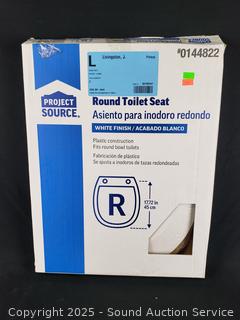 L
Livingston, J.
#0144822
PROJECT
SOURCE
Round Toilet Seat
Asiento para inodoro redondo
WHITE FINISH / ACABADO BLANCO
Plastic construction
Fits round bowl toilets
Fabricación de plástico
Se ajusta a inodoros de tazas redondeadas
R
17.72 in
45 cm
Copyright 2025 - Sound Auction Service